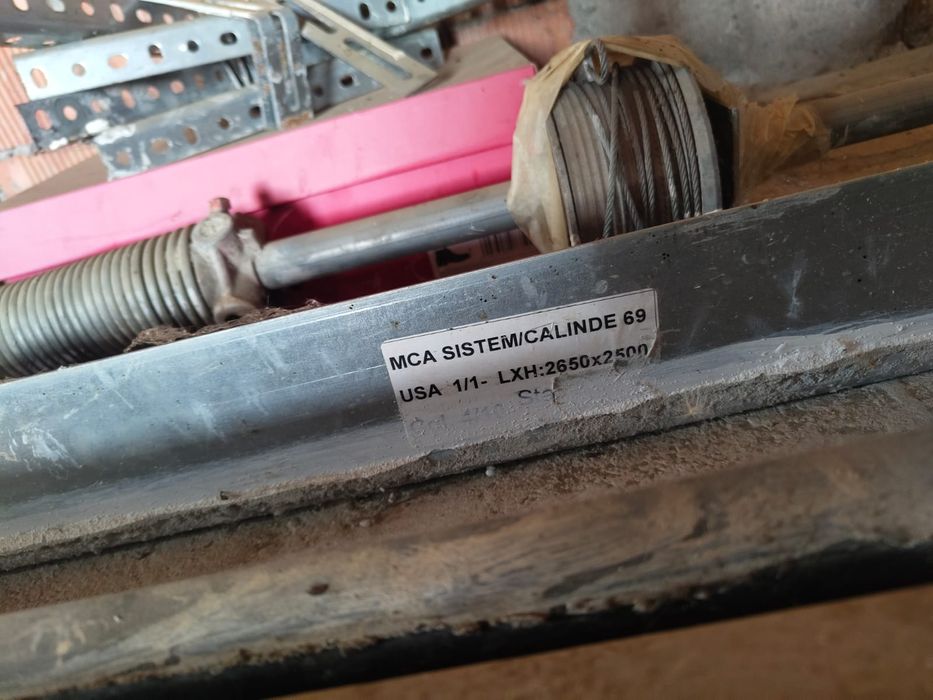 MCA SISTEM/CALINDE 69
USA 1/1- LXH:2650x2500